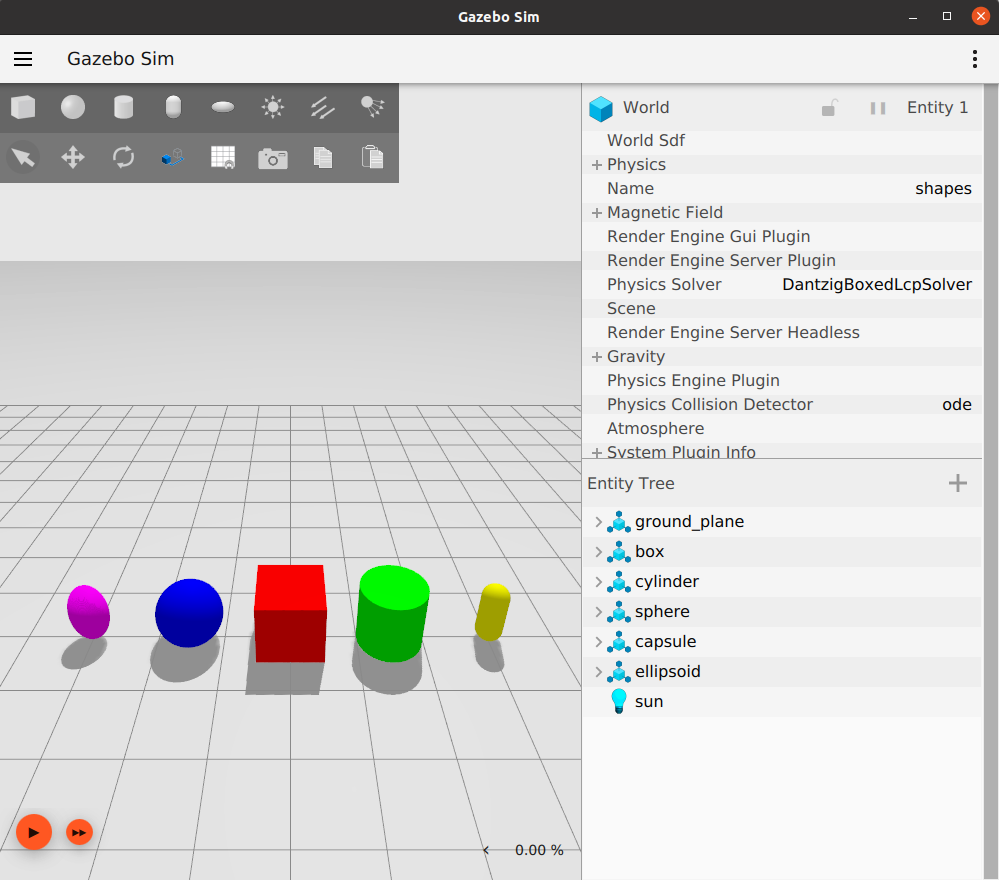 Gazebo Sim
Gazebo Sim
World Entity 1
World Sdf
Physics
Name shapes
Magnetic Field
Render Engine Gui Plugin
Render Engine Server Plugin
Physics Solver DantzigBoxedLcpSolver
Scene
Render Engine Server Headless
Gravity
Physics Engine Plugin
Physics Collision Detector ode
Atmosphere
System Plugin Info
Entity Tree
ground_plane
box
cylinder
sphere
capsule
ellipsoid
sun
0.00 %